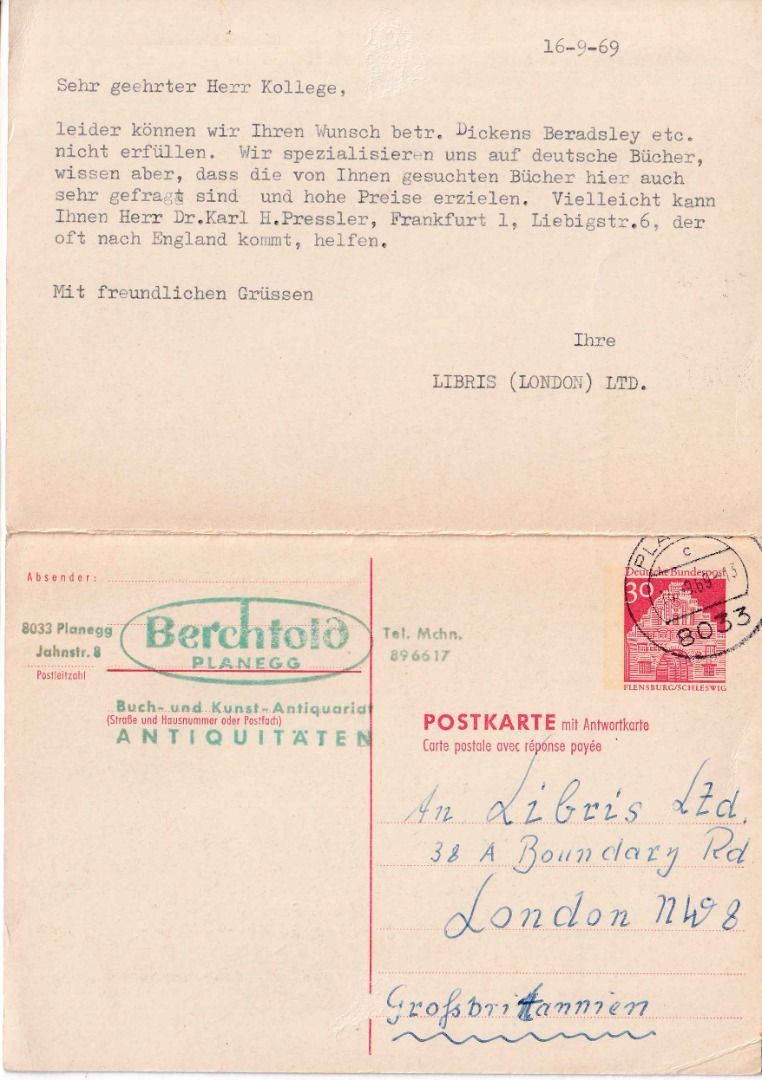 16-9-69
Sehr geehrter Herr Kollege,
leider können wir Ihren Wunsch betr. Dickens Beradsley etc.
nicht erfüllen. Wir spezialisieren uns auf deutsche Bücher,
wissen aber, dass die von Ihnen gesuchten Bücher hier auch
sehr gefragt sind und hohe Preise erzielen. Vielleicht kann
Ihnen Herr Dr.Karl H.Pressler, Frankfurt 1, Liebigstr.6, der
oft nach England kommt, helfen.
Mit freundlichen Grüssen
Ihre
LIBRIS (LONDON) LTD.
Absender:
8033 Planegg
Jahnstr. 8
Postleitzahl
Berchtold
PLANEGG
Tel. Mchn.
896617
Buch- und Kunst-Antiquariat
(Straße und Hausnummer oder Postfach)
ANTIQUITÄTEN
Deutsche Bundespost
30
FLENSBURG/SCHLESWIG
c
8033
POSTKARTE mit Antwortkarte
Carte postale avec réponse payée
An Libris Ltd.
38 A Boundary Rd
London NW8
Großbritannien